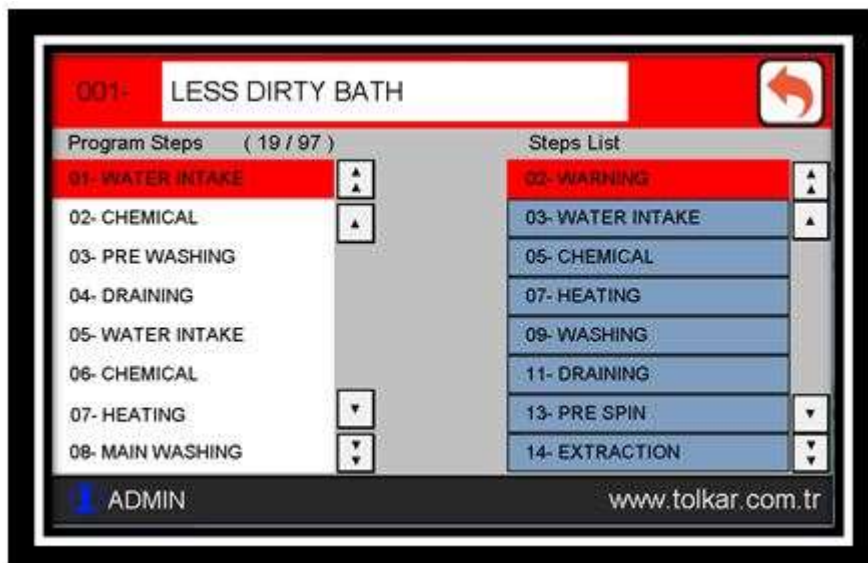 001- LESS DIRTY BATH
Program Steps ( 19 / 97 )
01- WATER INTAKE
02- CHEMICAL
03- PRE WASHING
04- DRAINING
05- WATER INTAKE
06- CHEMICAL
07- HEATING
08- MAIN WASHING
Steps List
02- WARNING
03- WATER INTAKE
05- CHEMICAL
07- HEATING
09- WASHING
11- DRAINING
13- PRE SPIN
14- EXTRACTION
ADMIN
www.tolkar.com.tr